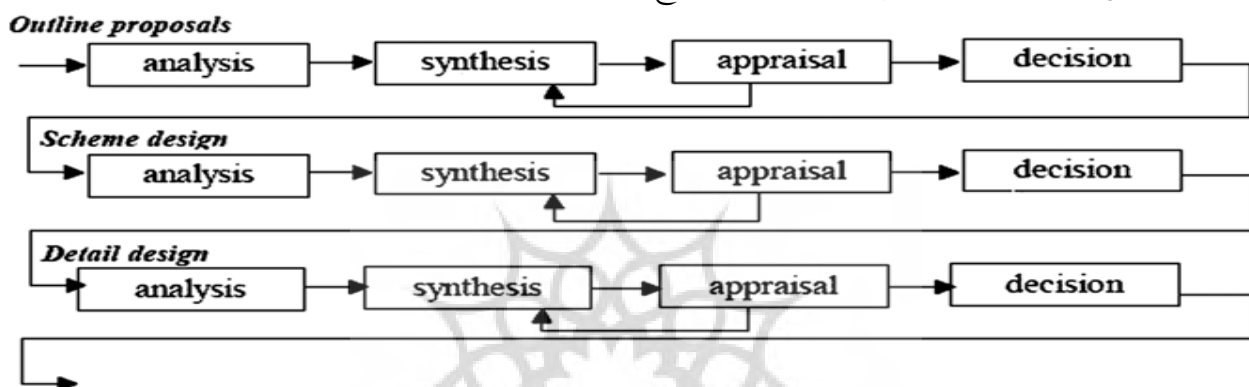 Outline proposals
analysis synthesis appraisal decision
Scheme design
analysis synthesis appraisal decision
Detail design
analysis synthesis appraisal decision